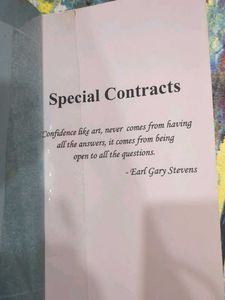 Special Contracts
Confidence like art, never comes from having
all the answers, it comes from being
open to all the questions.
- Earl Gary Stevens